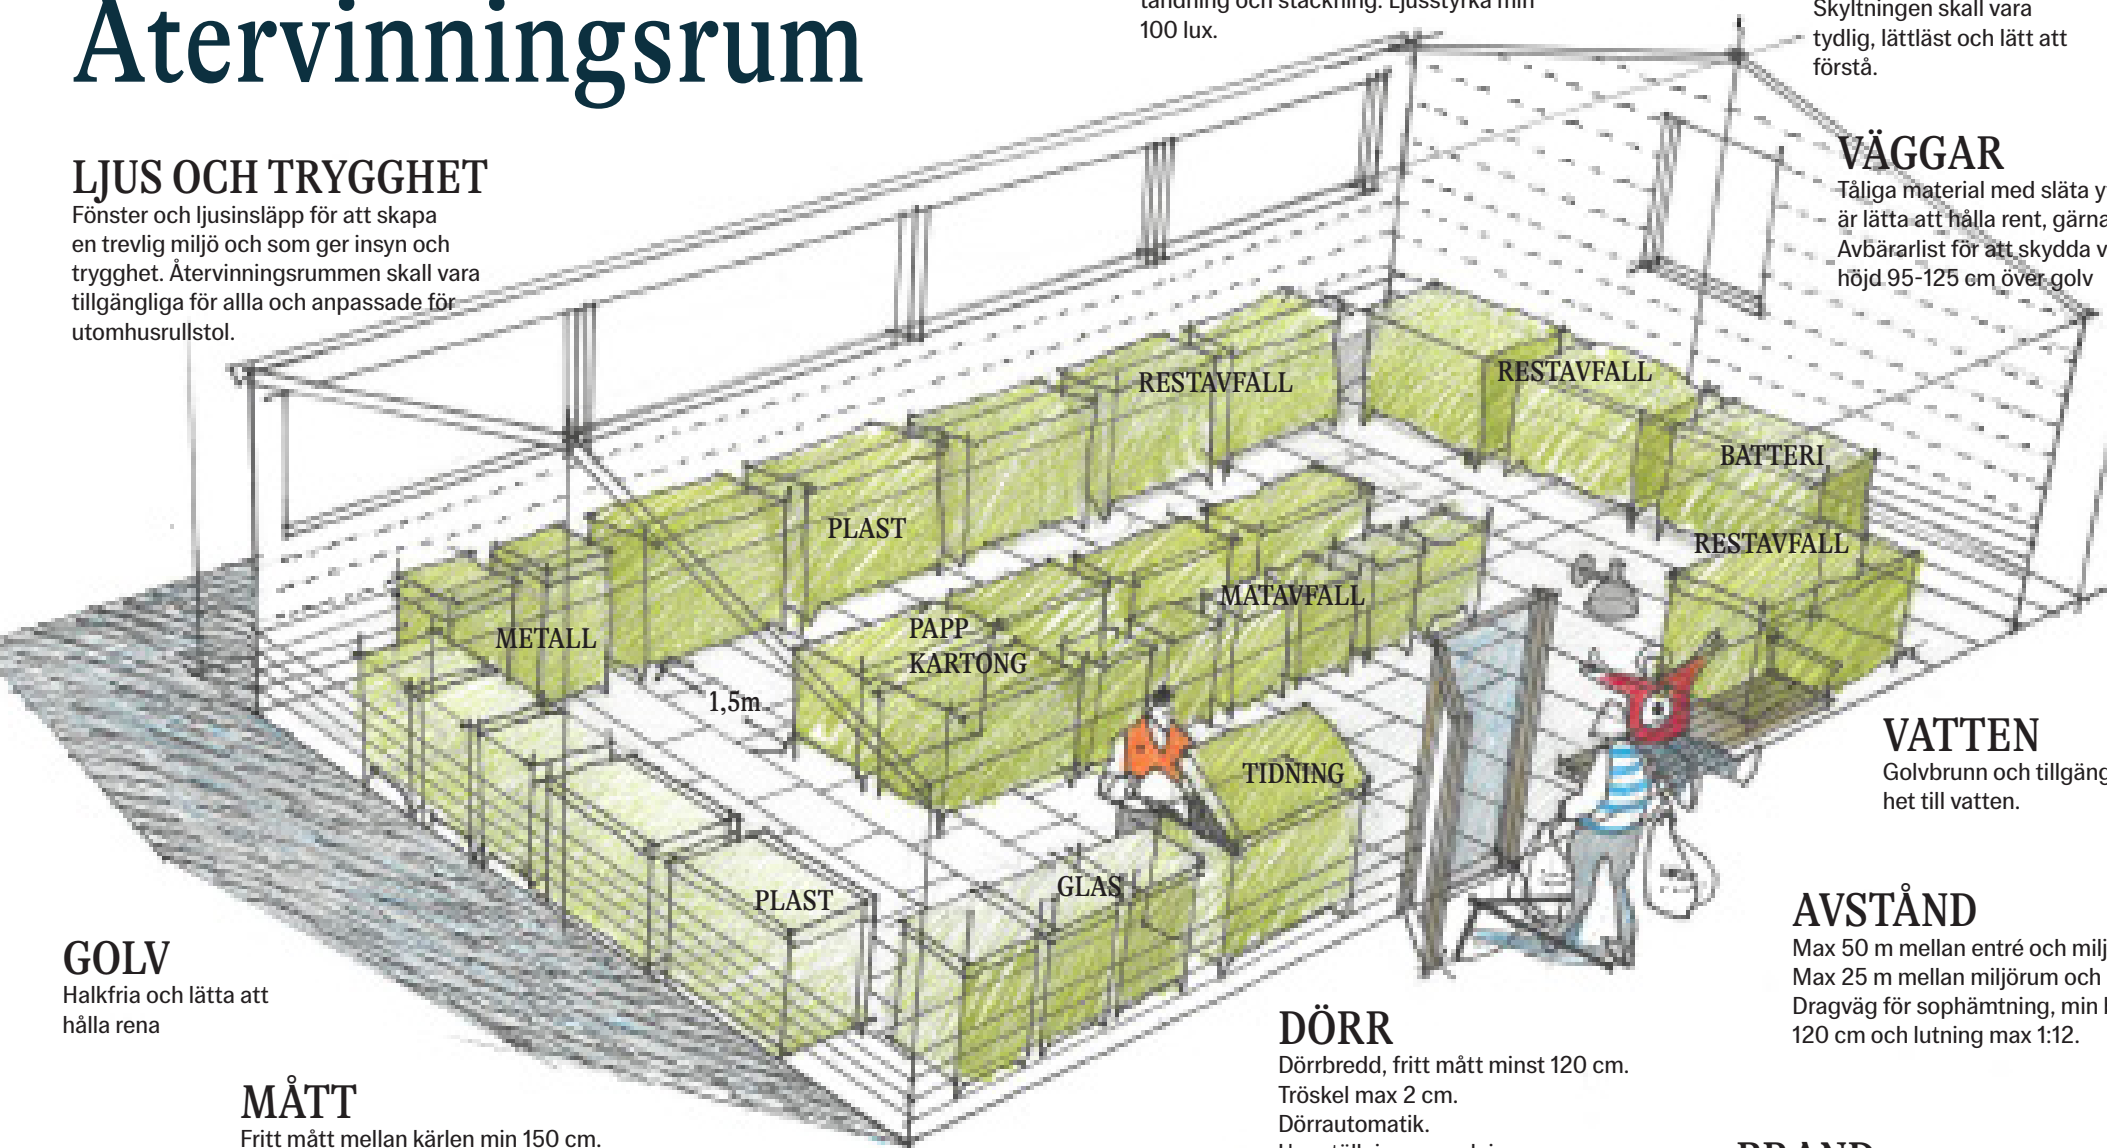 Återvinningsrum
tändning och släckning. Ljusstyrka min
100 lux.
Skyltningen skall vara
tydlig, lättläst och lätt att
förstå.
LJUS OCH TRYGGHET
Fönster och ljusinsläpp för att skapa
en trevlig miljö och som ger insyn och
trygghet. Återvinningsrummen skall vara
tillgängliga för allla och anpassade för
utomhusrullstol.
VÄGGAR
Tåliga material med släta y
är lätta att hålla rent, gärna
Avbärarlist för att skydda v
höjd 95-125 cm över golv
RESTAVFALL
RESTAVFALL
BATTERI
PLAST
RESTAVFALL
MATAVFALL
METALL
PAPP
KARTONG
1,5m
TIDNING
PLAST
GLAS
VATTEN
Golvbrunn och tillgäng
het till vatten.
AVSTÅND
Max 50 m mellan entré och milj
Max 25 m mellan miljörum och
Dragväg för sophämtning, min
120 cm och lutning max 1:12.
GOLV
Halkfria och lätta att
hålla rena
DÖRR
Dörrbredd, fritt mått minst 120 cm.
Tröskel max 2 cm.
Dörrautomatik.
MÅTT
Fritt mått mellan kärlen min 150 cm.
BRAND